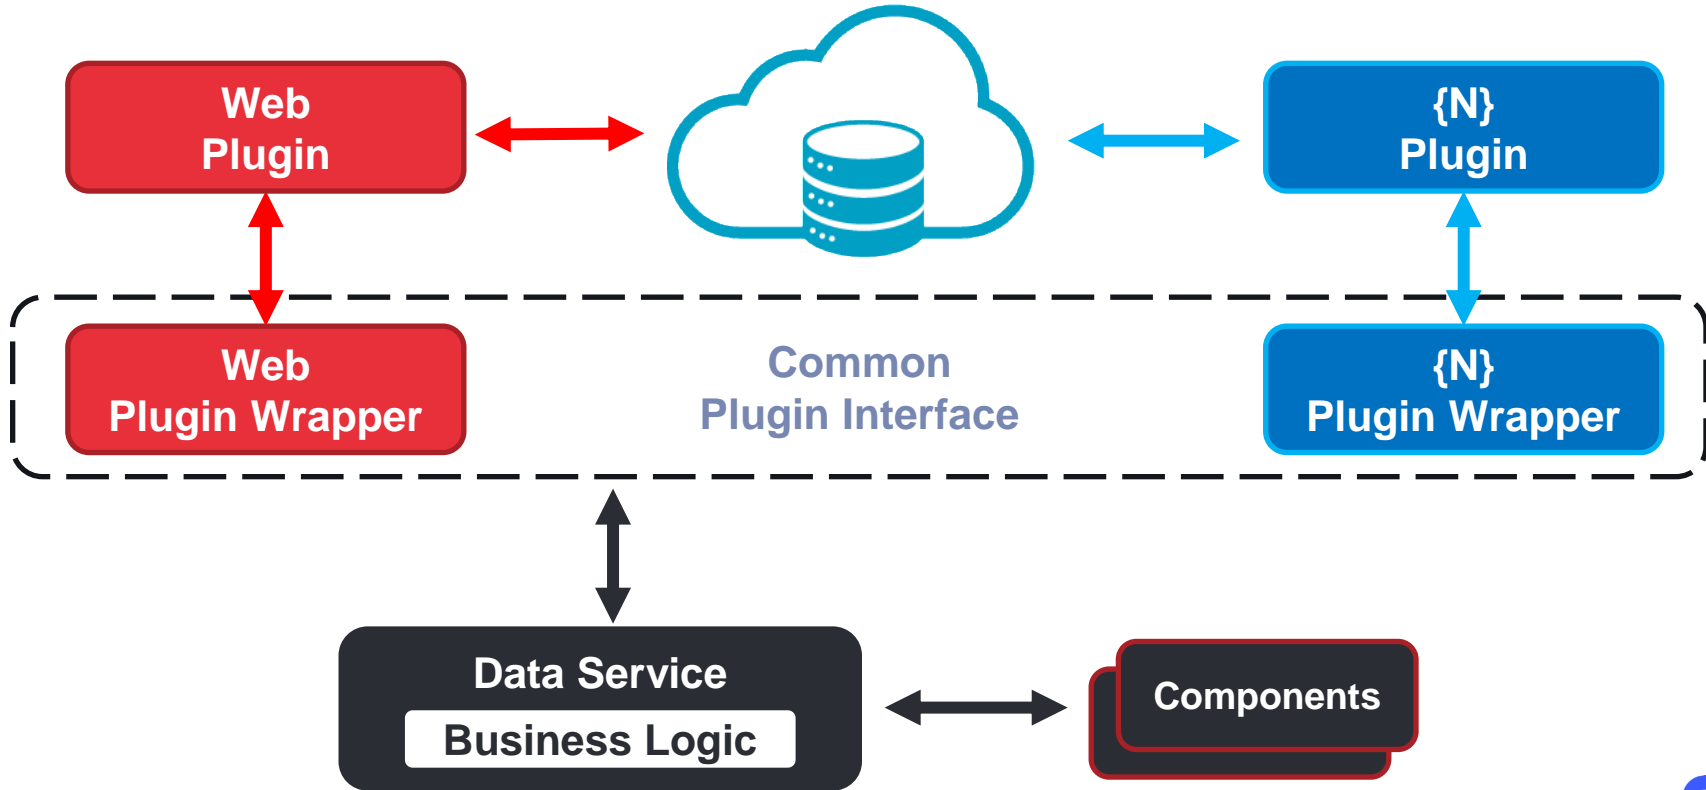 Web
Plugin
{N}
Plugin
Web
Plugin Wrapper
Common
Plugin Interface
{N}
Plugin Wrapper
Data Service
Business Logic
Components